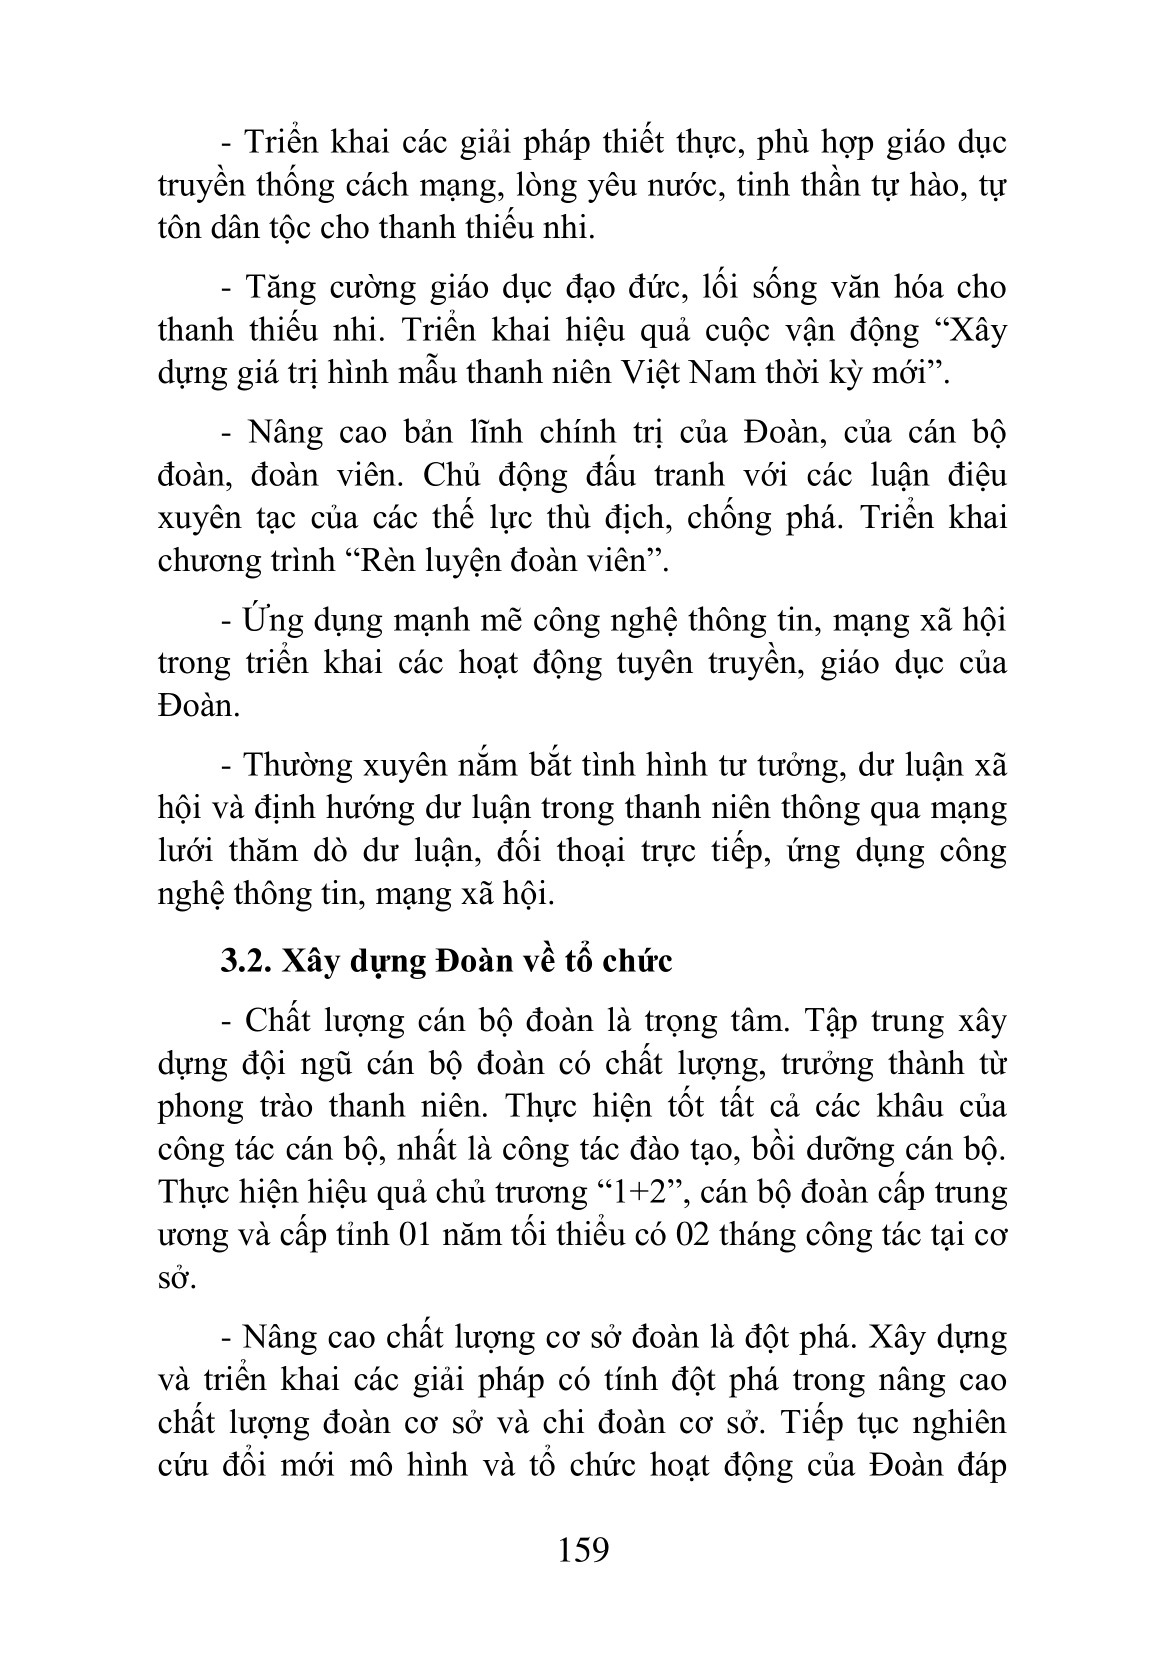 - Triển khai các giải pháp thiết thực, phù hợp giáo dục
truyền thống cách mạng, lòng yêu nước, tinh thần tự hào, tự
tôn dân tộc cho thanh thiếu nhi.
- Tăng cường giáo dục đạo đức, lối sống văn hóa cho
thanh thiếu nhi. Triển khai hiệu quả cuộc vận động “Xây
dựng giá trị hình mẫu thanh niên Việt Nam thời kỳ mới”.
- Nâng cao bản lĩnh chính trị của Đoàn, của cán bộ
đoàn, đoàn viên. Chủ động đấu tranh với các luận điệu
xuyên tạc của các thế lực thù địch, chống phá. Triển khai
chương trình “Rèn luyện đoàn viên”.
- Ứng dụng mạnh mẽ công nghệ thông tin, mạng xã hội
trong triển khai các hoạt động tuyên truyền, giáo dục của
Đoàn.
- Thường xuyên nắm bắt tình hình tư tưởng, dư luận xã
hội và định hướng dư luận trong thanh niên thông qua mạng
lưới thăm dò dư luận, đối thoại trực tiếp, ứng dụng công
nghệ thông tin, mạng xã hội.
3.2. Xây dựng Đoàn về tổ chức
- Chất lượng cán bộ đoàn là trọng tâm. Tập trung xây
dựng đội ngũ cán bộ đoàn có chất lượng, trưởng thành từ
phong trào thanh niên. Thực hiện tốt tất cả các khâu của
công tác cán bộ, nhất là công tác đào tạo, bồi dưỡng cán bộ.
Thực hiện hiệu quả chủ trương “1+2”, cán bộ đoàn cấp trung
ương và cấp tỉnh 01 năm tối thiểu có 02 tháng công tác tại cơ
sở.
- Nâng cao chất lượng cơ sở đoàn là đột phá. Xây dựng
và triển khai các giải pháp có tính đột phá trong nâng cao
chất lượng đoàn cơ sở và chi đoàn cơ sở. Tiếp tục nghiên
cứu đổi mới mô hình và tổ chức hoạt động của Đoàn đáp
159